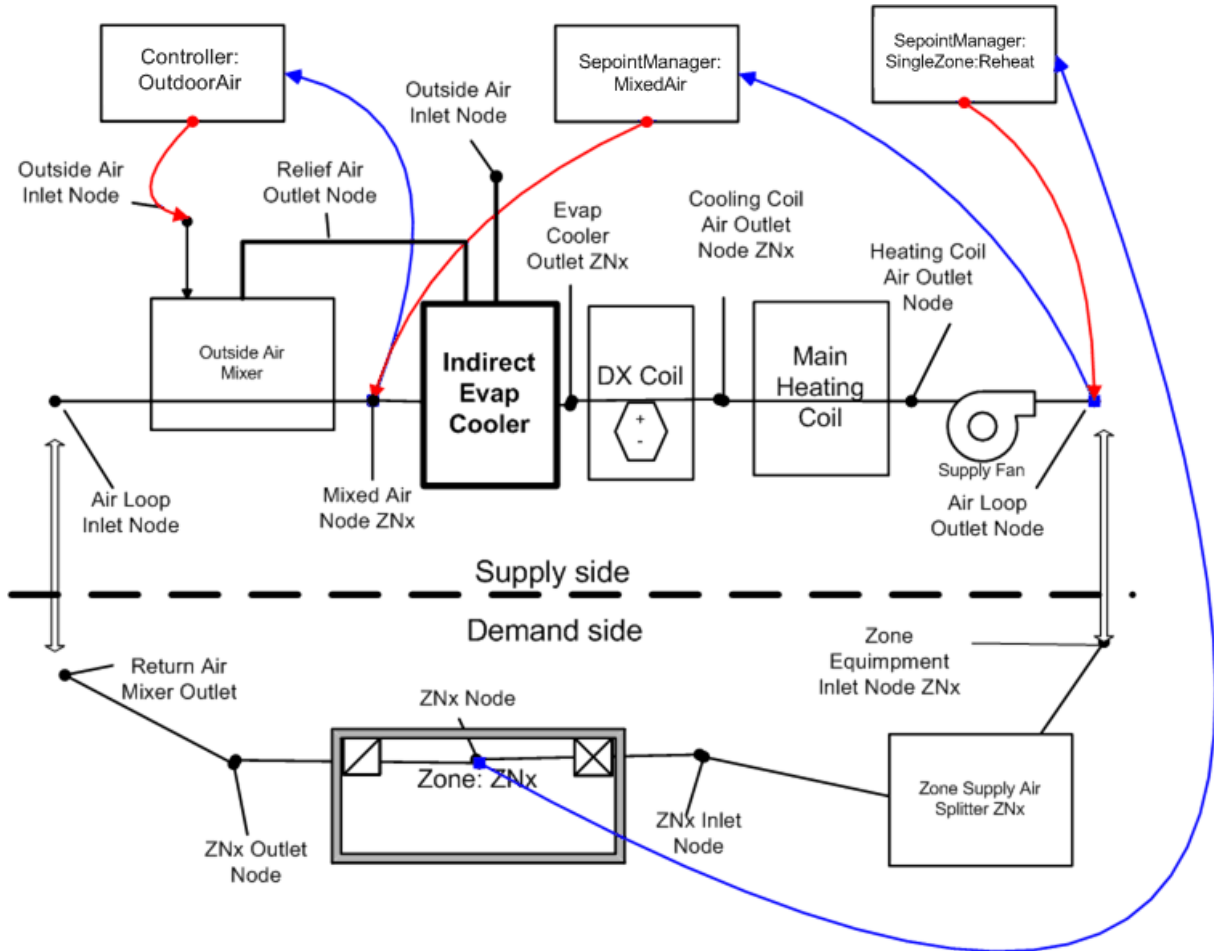 Controller:
OutdoorAir
SepointManager:
MixedAir
SepointManager:
SingleZone:Reheat
Outside Air
Inlet Node
Outside Air
Inlet Node
Relief Air
Outlet Node
Evap
Cooler
Outlet ZNx
Cooling Coil
Air Outlet
Node ZNx
Heating Coil
Air Outlet
Node
Outside Air
Mixer
Indirect
Evap
Cooler
DX Coil
+
-
Main
Heating
Coil
Supply Fan
Air Loop
Inlet Node
Mixed Air
Node ZNx
Air Loop
Outlet Node
Supply side
Demand side
Return Air
Mixer Outlet
ZNx Node
Zone
Equimpment
Inlet Node ZNx
Zone: ZNx
Zone Supply Air
Splitter ZNx
ZNx Outlet
Node
ZNx Inlet
Node